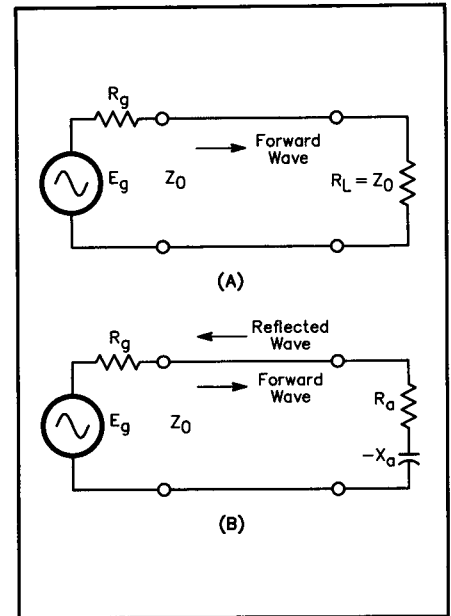 Rg
Forward
Wave
Eg
Z0
RL = Z0
(A)
Reflected
Wave
Rg
Forward
Wave
Ra
Eg
Z0
-Xa
(B)